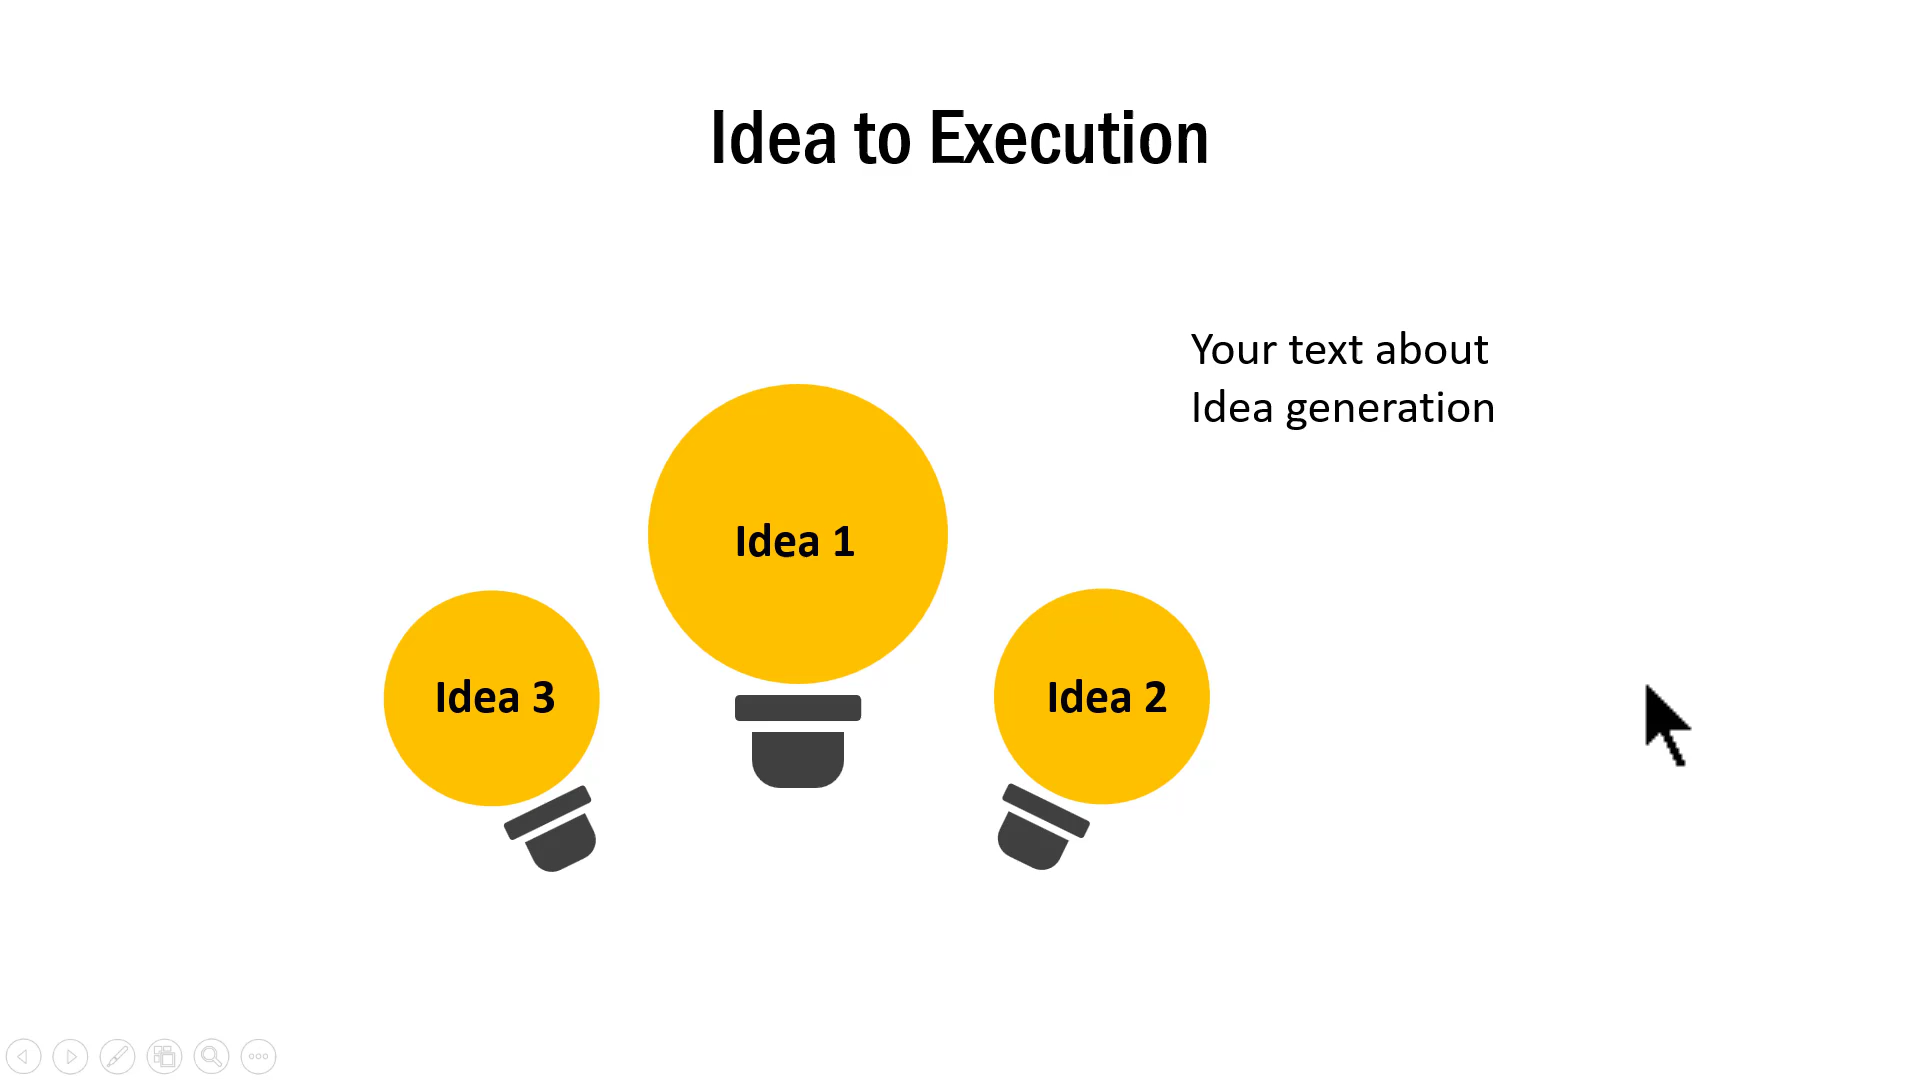 Idea to Execution
Your text about
Idea generation
Idea 1
Idea 3
Idea 2